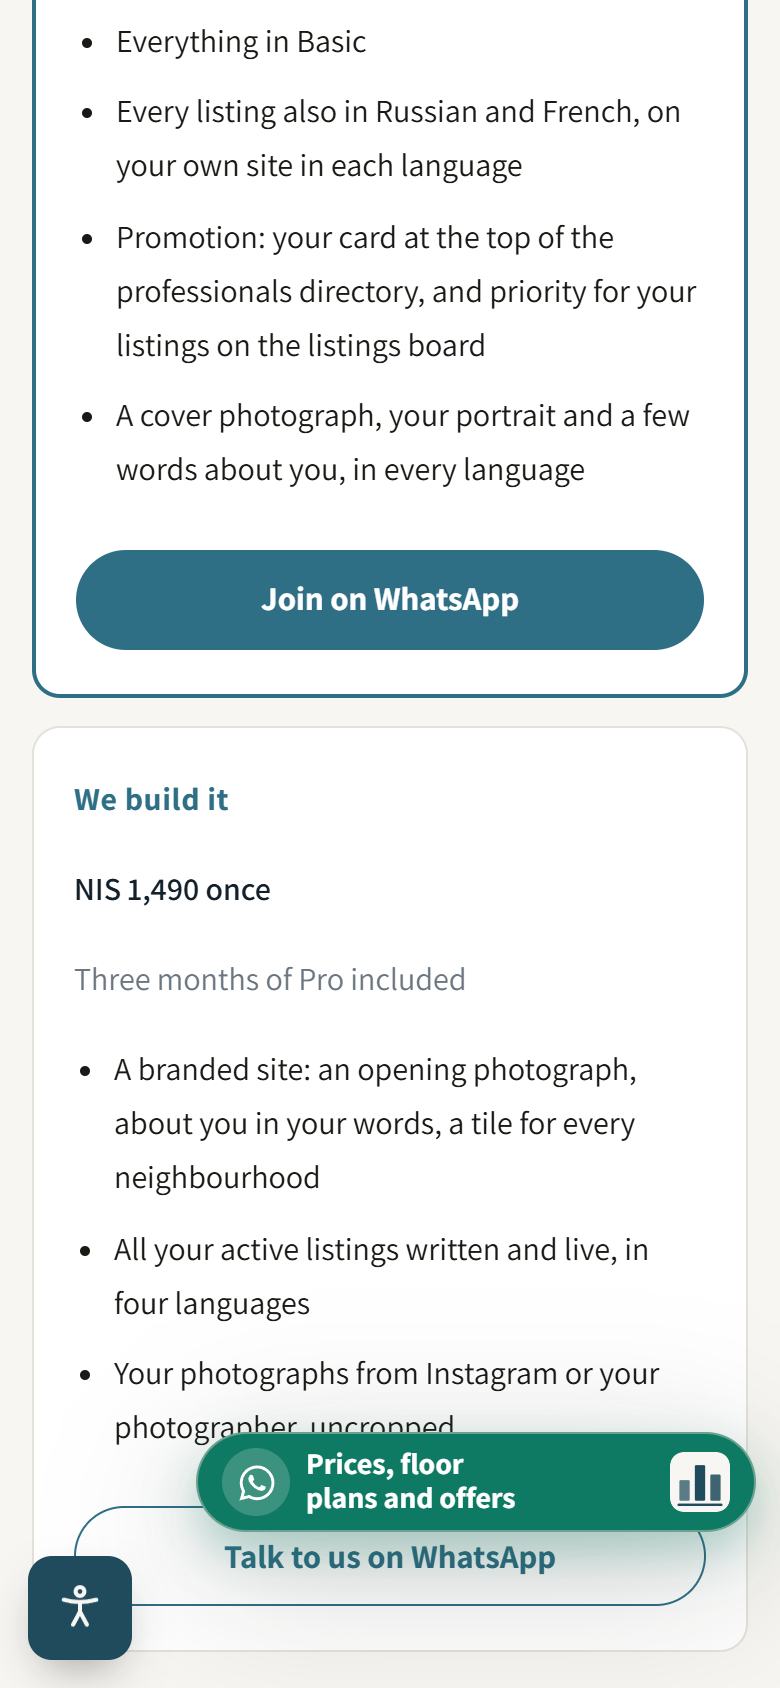 Everything in Basic
Every listing also in Russian and French, on
your own site in each language
Promotion: your card at the top of the
professionals directory, and priority for your
listings on the listings board
A cover photograph, your portrait and a few
words about you, in every language
Join on WhatsApp
We build it
NIS 1,490 once
Three months of Pro included
A branded site: an opening photograph,
about you in your words, a tile for every
neighbourhood
All your active listings written and live, in
four languages
Your photographs from Instagram or your
photographer, uncropped
Prices, floor
plans and offers
Talk to us on WhatsApp